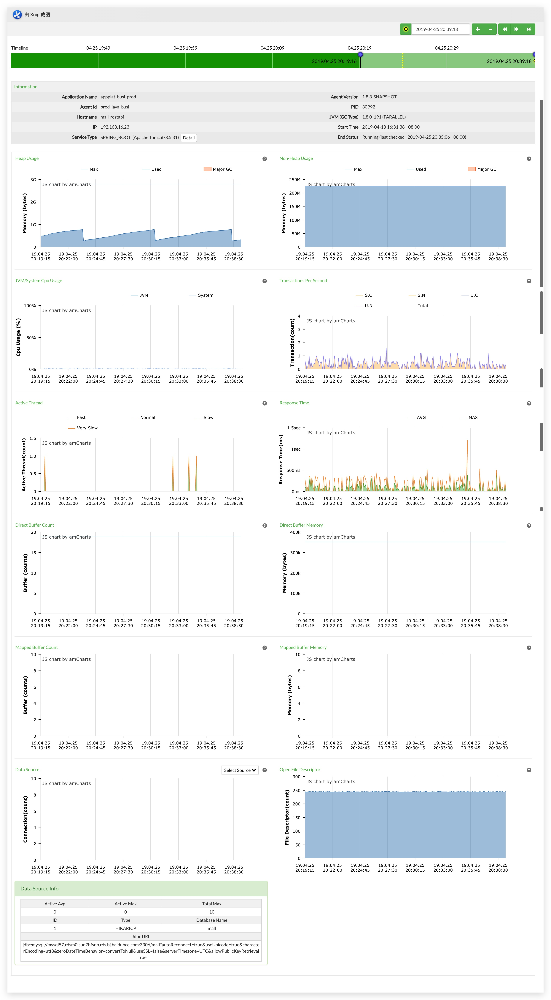 由 Xnip 截图
2019-04-25 20:39:18
Timeline 04.25 19:49 04.25 19:59 04.25 20:09 04.25 20:19 04.25 20:29
2019.04.25 20:19:16 2019.04.25 20:39:18
Information
Application Name appplat_busi_prod Agent Version 1.8.3-SNAPSHOT
Agent Id prod_java_busi PID 30992
Hostname mall-restapi JVM (GC Type) 1.8.0_191 (PARALLEL)
IP 192.168.16.23 Start Time 2019-04-18 16:31:38 +08:00
Service Type SPRING_BOOT (Apache Tomcat/8.5.31) Detail End Status Running (last checked : 2019-04-25 20:35:06 +08:00)
Heap Usage
Max Used Major GC
JS chart by amCharts
Memory (bytes)
3G
2G
1G
0
19.04.25 19.04.25 19.04.25 19.04.25 19.04.25 19.04.25 19.04.25 19.04.25
20:19:15 20:22:00 20:24:45 20:27:30 20:30:15 20:33:00 20:35:45 20:38:30
Non-Heap Usage
Max Used Major GC
JS chart by amCharts
Memory (bytes)
250M
200M
150M
100M
50M
0
19.04.25 19.04.25 19.04.25 19.04.25 19.04.25 19.04.25 19.04.25 19.04.25
20:19:15 20:22:00 20:24:45 20:27:30 20:30:15 20:33:00 20:35:45 20:38:30
JVM/System Cpu Usage
JVM System
JS chart by amCharts
Cpu Usage (%)
100%
50%
0%
19.04.25 19.04.25 19.04.25 19.04.25 19.04.25 19.04.25 19.04.25 19.04.25
20:19:15 20:22:00 20:24:45 20:27:30 20:30:15 20:33:00 20:35:45 20:38:30
Transactions Per Second
S.C S.N U.C
U.N Total
JS chart by amCharts
Transaction(count)
4
3
2
1
0
19.04.25 19.04.25 19.04.25 19.04.25 19.04.25 19.04.25 19.04.25 19.04.25
20:19:15 20:22:00 20:24:45 20:27:30 20:30:15 20:33:00 20:35:45 20:38:30
Active Thread
Fast Normal Slow
Very Slow
JS chart by amCharts
Active Thread(count)
1.5
1.0
0.5
0
19.04.25 19.04.25 19.04.25 19.04.25 19.04.25 19.04.25 19.04.25 19.04.25
20:19:15 20:22:00 20:24:45 20:27:30 20:30:15 20:33:00 20:35:45 20:38:30
Response Time
AVG MAX
JS chart by amCharts
Response Time(ms)
1.5sec
1sec
500ms
0ms
19.04.25 19.04.25 19.04.25 19.04.25 19.04.25 19.04.25 19.04.25 19.04.25
20:19:15 20:22:00 20:24:45 20:27:30 20:30:15 20:33:00 20:35:45 20:38:30
Direct Buffer Count
JS chart by amCharts
Buffer (counts)
20
15
10
5
0
19.04.25 19.04.25 19.04.25 19.04.25 19.04.25 19.04.25 19.04.25 19.04.25
20:19:15 20:22:00 20:24:45 20:27:30 20:30:15 20:33:00 20:35:45 20:38:30
Direct Buffer Memory
JS chart by amCharts
Memory (bytes)
400k
300k
200k
100k
0
19.04.25 19.04.25 19.04.25 19.04.25 19.04.25 19.04.25 19.04.25 19.04.25
20:19:15 20:22:00 20:24:45 20:27:30 20:30:15 20:33:00 20:35:45 20:38:30
Mapped Buffer Count
JS chart by amCharts
Buffer (counts)
10
8
6
4
2
0
19.04.25 19.04.25 19.04.25 19.04.25 19.04.25 19.04.25 19.04.25 19.04.25
20:19:15 20:22:00 20:24:45 20:27:30 20:30:15 20:33:00 20:35:45 20:38:30
Mapped Buffer Memory
JS chart by amCharts
Memory (bytes)
10
8
6
4
2
0
19.04.25 19.04.25 19.04.25 19.04.25 19.04.25 19.04.25 19.04.25 19.04.25
20:19:15 20:22:00 20:24:45 20:27:30 20:30:15 20:33:00 20:35:45 20:38:30
Data Source Select Source
JS chart by amCharts
Connection(count)
10
8
6
4
2
0
19.04.25 19.04.25 19.04.25 19.04.25 19.04.25 19.04.25 19.04.25 19.04.25
20:19:15 20:22:00 20:24:45 20:27:30 20:30:15 20:33:00 20:35:45 20:38:30
Open File Descriptor
JS chart by amCharts
File Descriptor(count)
300
250
200
150
100
50
0
19.04.25 19.04.25 19.04.25 19.04.25 19.04.25 19.04.25 19.04.25 19.04.25
20:19:15 20:22:00 20:24:45 20:27:30 20:30:15 20:33:00 20:35:45 20:38:30
Data Source Info
Active Avg Active Max Total Max
0 0 10
ID Type Database Name
1 HIKARICP mall
Jdbc URL
jdbc:mysql://mysql57.rdsm0lsud7hfsnb.rds.bj.baidubce.com:3306/mall?autoReconnect=true&useUnicode=true&characte
rEncoding=utf8&zeroDateTimeBehavior=convertToNull&useSSL=false&serverTimezone=UTC&allowPublicKeyRetrieval
=true